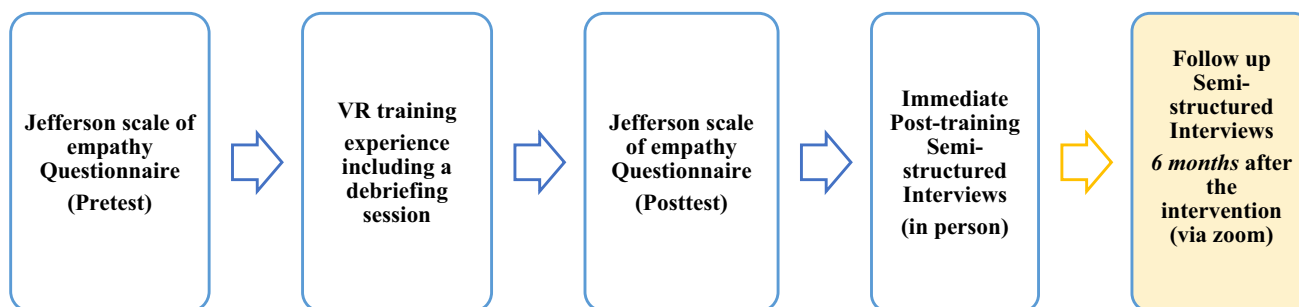 Jefferson scale of
empathy
Questionnaire
(Pretest)
VR training
experience
including a
debriefing
session
Jefferson scale
of empathy
Questionnaire
(Posttest)
Immediate
Post-training
Semi-
structured
Interviews
(in person)
Follow up
Semi-
structured
Interviews
6 months after
the
intervention
(via zoom)